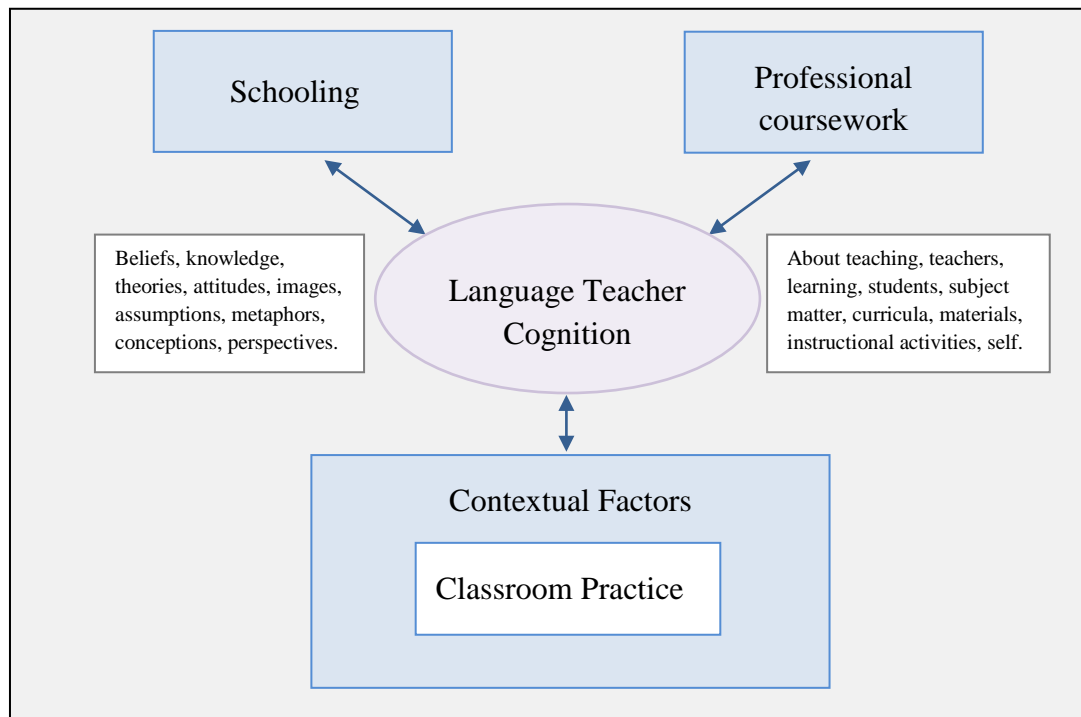 Schooling
Professional
coursework
Beliefs, knowledge,
theories, attitudes, images,
assumptions, metaphors,
conceptions, perspectives.
Language Teacher
Cognition
About teaching, teachers,
learning, students, subject
matter, curricula, materials,
instructional activities, self.
Contextual Factors
Classroom Practice